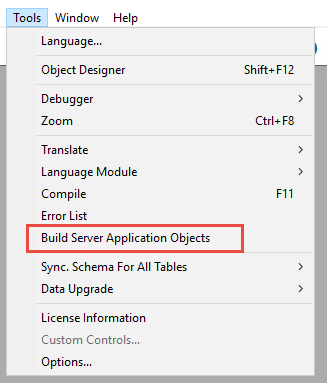 Tools Window Help
Language...
Object Designer Shift+F12
Debugger
Zoom Ctrl+F8
Translate
Language Module
Compile F11
Error List
Build Server Application Objects
Sync. Schema For All Tables
Data Upgrade
License Information
Custom Controls...
Options...